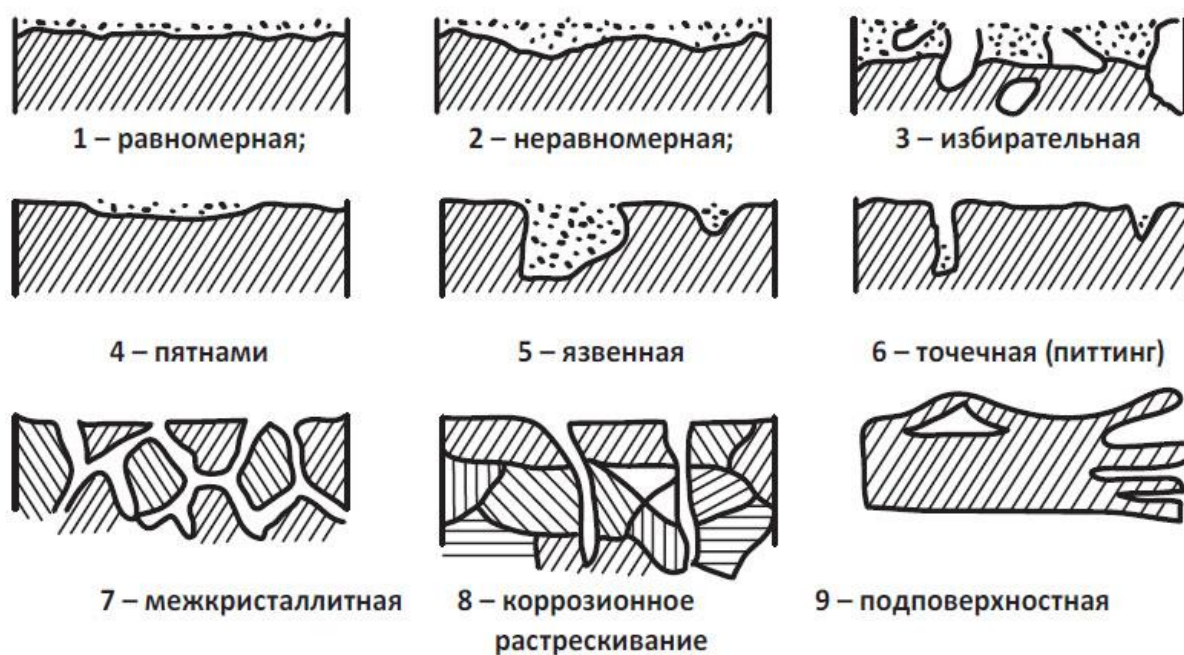 1 – равномерная;
2 – неравномерная;
3 – избирательная
4 – пятнами
5 – язвенная
6 – точечная (питтинг)
7 – межкристаллитная
8 – коррозионное
растрескивание
9 – подповерхностная